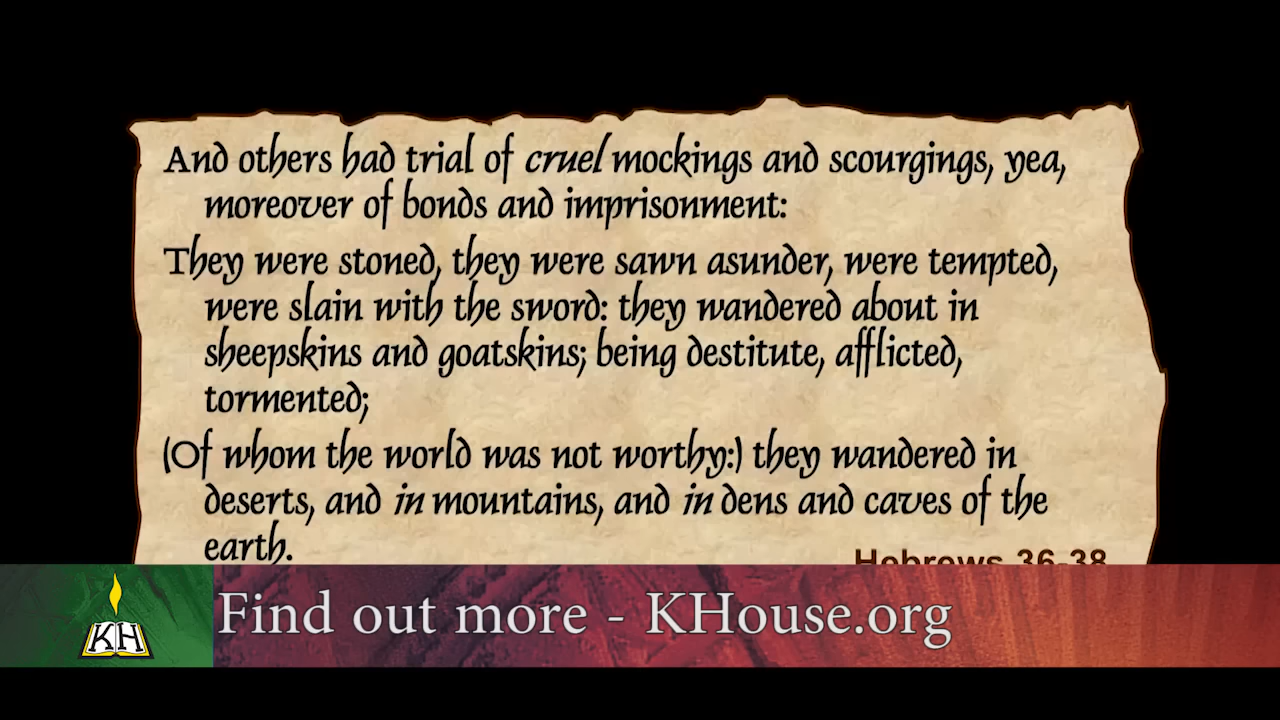 And others had trial of cruel mockings and scourgings, yea,
moreover of bonds and imprisonment:
They were stoned, they were sawn asunder, were tempted,
were slain with the sword: they wandered about in
sheepskins and goatskins; being destitute, afflicted,
tormented;
(Of whom the world was not worthy:) they wandered in
deserts, and in mountains, and in dens and caves of the
earth.
Hebrews 36-38
KH
Find out more - KHouse.org